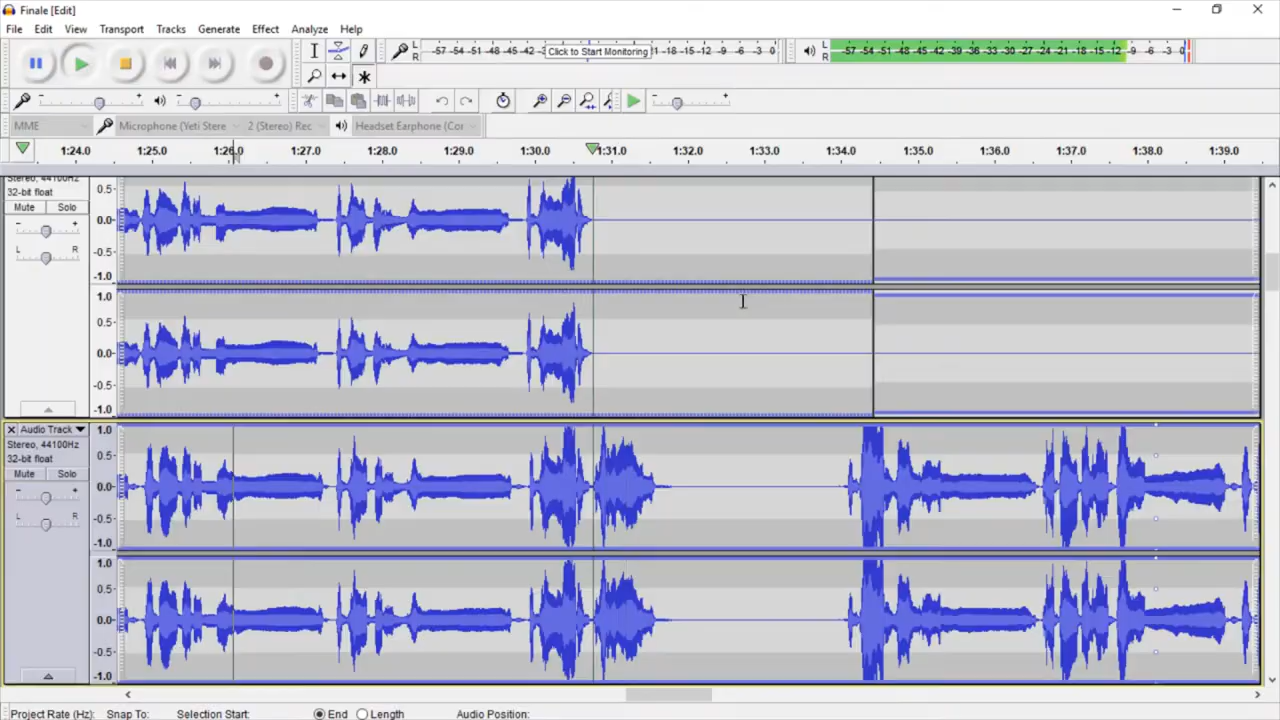 Finale [Edit]
File Edit View Transport Tracks Generate Effect Analyze Help
L R -57 -54 -51 -48 -45 -42 -3 Click to Start Monitoring 1 -18 -15 -12 -9 -6 -3 0
L R -57 -54 -51 -48 -45 -42 -39 -36 -33 -30 -27 -24 -21 -18 -15 -12 -9 -6 -3 0
- + - +
- +
MME Microphone (Yeti Stere 2 (Stereo) Rec Headset Earphone (Cor
1:24.0 1:25.0 1:26.0 1:27.0 1:28.0 1:29.0 1:30.0 1:31.0 1:32.0 1:33.0 1:34.0 1:35.0 1:36.0 1:37.0 1:38.0 1:39.0
Stereo, 44100Hz
32-bit float
Mute Solo
- +
L R
0.5
0.0
-0.5
-1.0
1.0
0.5
0.0
-0.5
-1.0
Audio Track
Stereo, 44100Hz
32-bit float
Mute Solo
- +
L R
1.0
0.5
0.0
-0.5
-1.0
1.0
0.5
0.0
-0.5
-1.0
Project Rate (Hz): Snap To: Selection Start: End Length Audio Position: